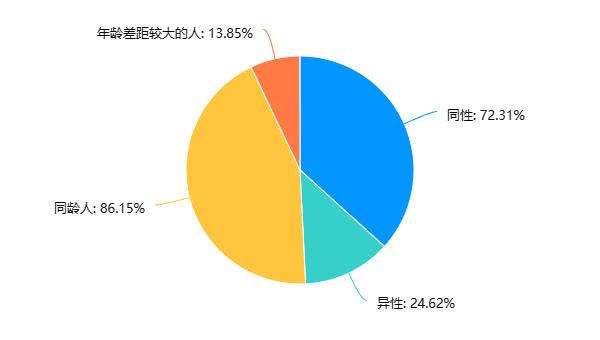 年龄差距较大的人: 13.85%
同性: 72.31%
同龄人: 86.15%
异性: 24.62%